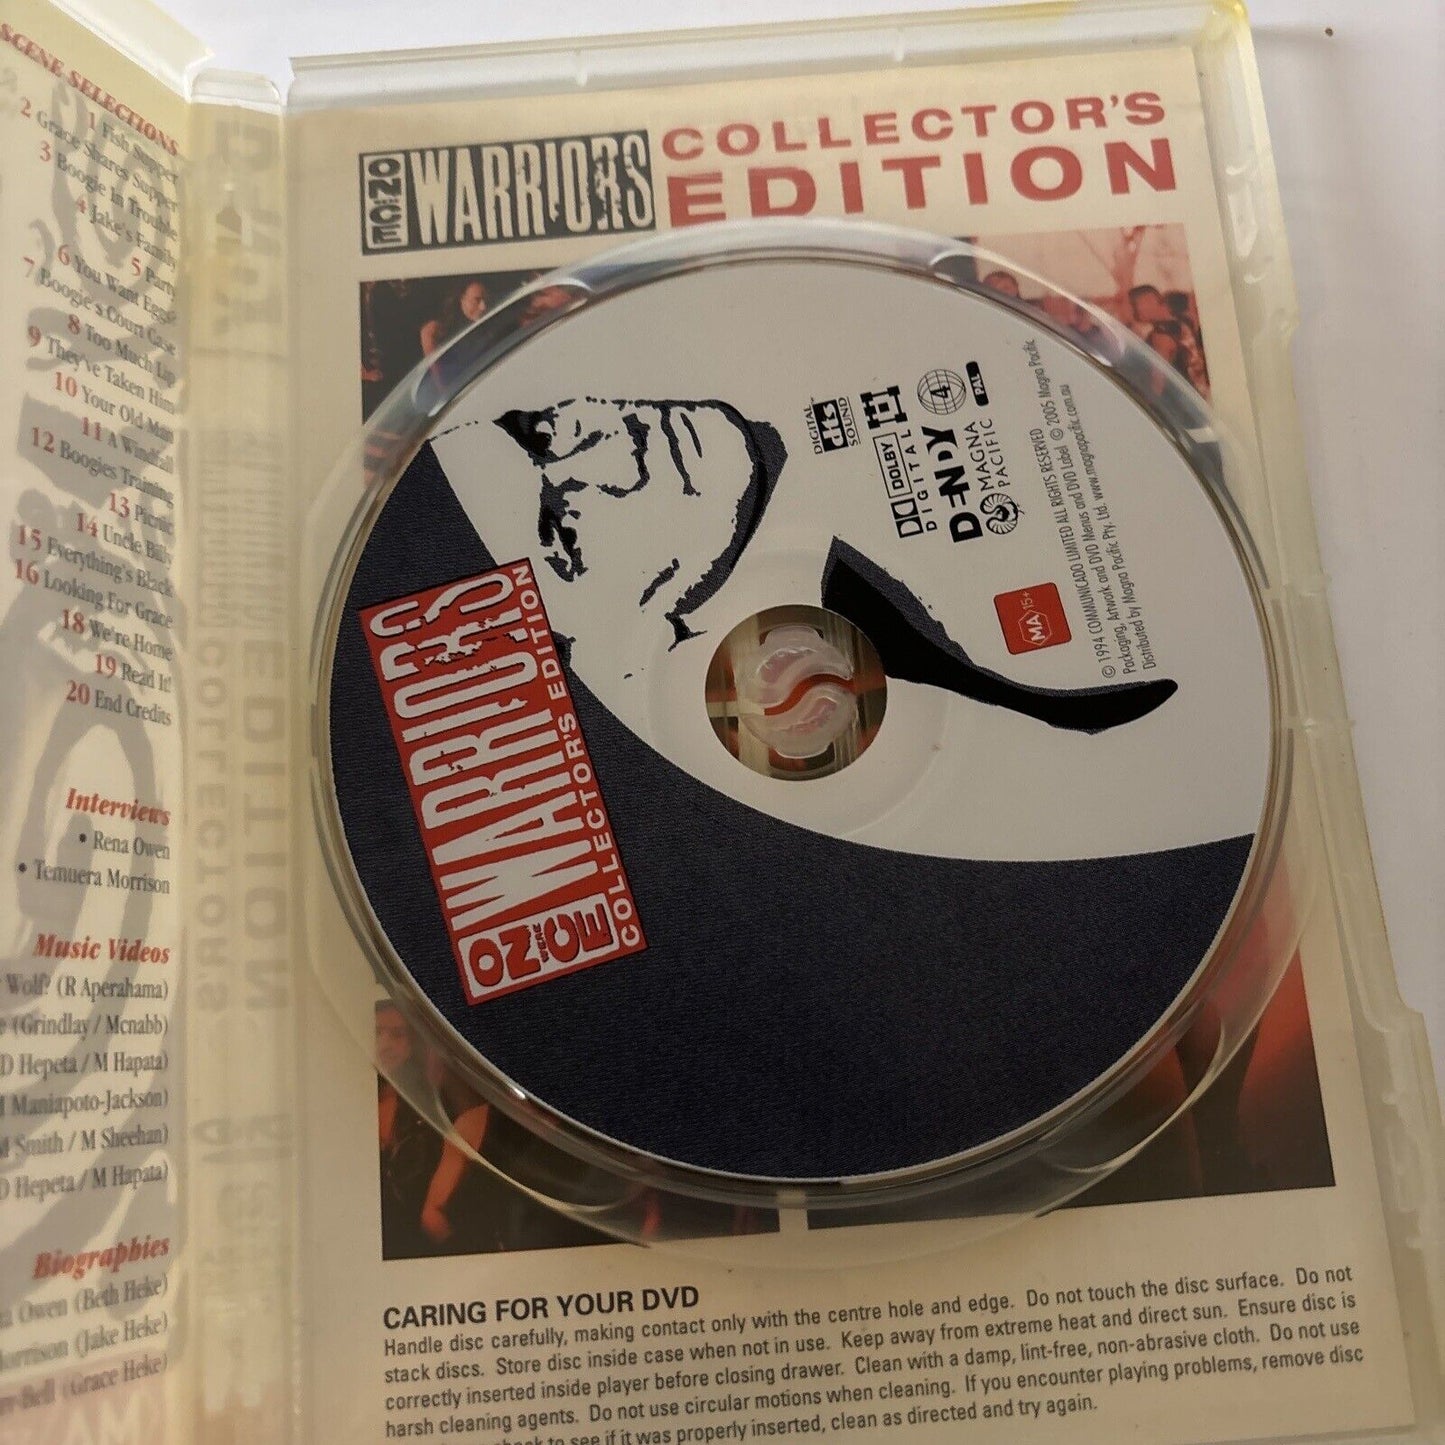 SCENE SELECTIONS
1 Fish Supper
2 Grace Shares Supper
3 Boogie In Trouble
4 Jake's Family
5 Party
6 You Want Eggs?
7 Boogie's Court Case
8 Too Much Lip
9 They've Taken Him
10 Your Old Man
11 A Windfall
12 Boogies Training
13 Picnic
14 Uncle Bully
15 Everything's Black
16 Looking For Grace
18 We're Home
19 Read It!
20 End Credits
Interviews
• Rena Owen
• Temuera Morrison
Music Videos
Wolf? (R Aperahama)
(Grindlay / Mcnabb)
D Hepeta / M Hapata)
Maniapoto-Jackson)
M Smith / M Sheehan)
D Hepeta / M Hapata)
Biographies
Owen (Beth Heke)
Morrison (Jake Heke)
Bell (Grace Heke)
ONCE WARRIORS
COLLECTOR'S
EDITION
ONCE WERE WARRIORS
COLLECTOR'S EDITION
DIGITAL dts SOUND
DOLBY DIGITAL
DENDY
MAGNA PACIFIC
4
PAL
MA 15+
© 1994 COMMUNICADO LIMITED ALL RIGHTS RESERVED
Packaging, Artwork and DVD Menus and DVD Label © 2005 Magna Pacific
Distributed by Magna Pacific Pty. Ltd. www.magnapacific.com.au
CARING FOR YOUR DVD
Handle disc carefully, making contact only with the centre hole and edge. Do not touch the disc surface. Do not
stack discs. Store disc inside case when not in use. Keep away from extreme heat and direct sun. Ensure disc is
correctly inserted inside player before closing drawer. Clean with a damp, lint-free, non-abrasive cloth. Do not use
harsh cleaning agents. Do not use circular motions when cleaning. If you encounter playing problems, remove disc
to see if it was properly inserted, clean as directed and try again.